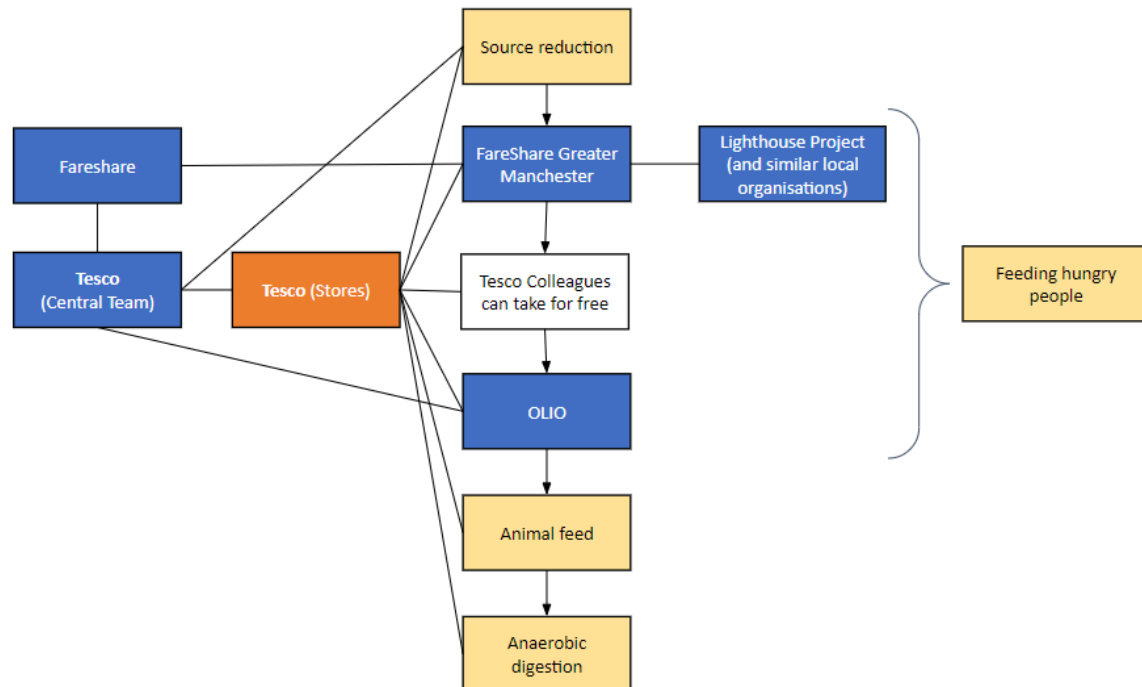 Source reduction
Fareshare
FareShare Greater
Manchester
Lighthouse Project
(and similar local
organisations)
Tesco
(Central Team)
Tesco (Stores)
Tesco Colleagues
can take for free
Feeding hungry
people
OLIO
Animal feed
Anaerobic
digestion